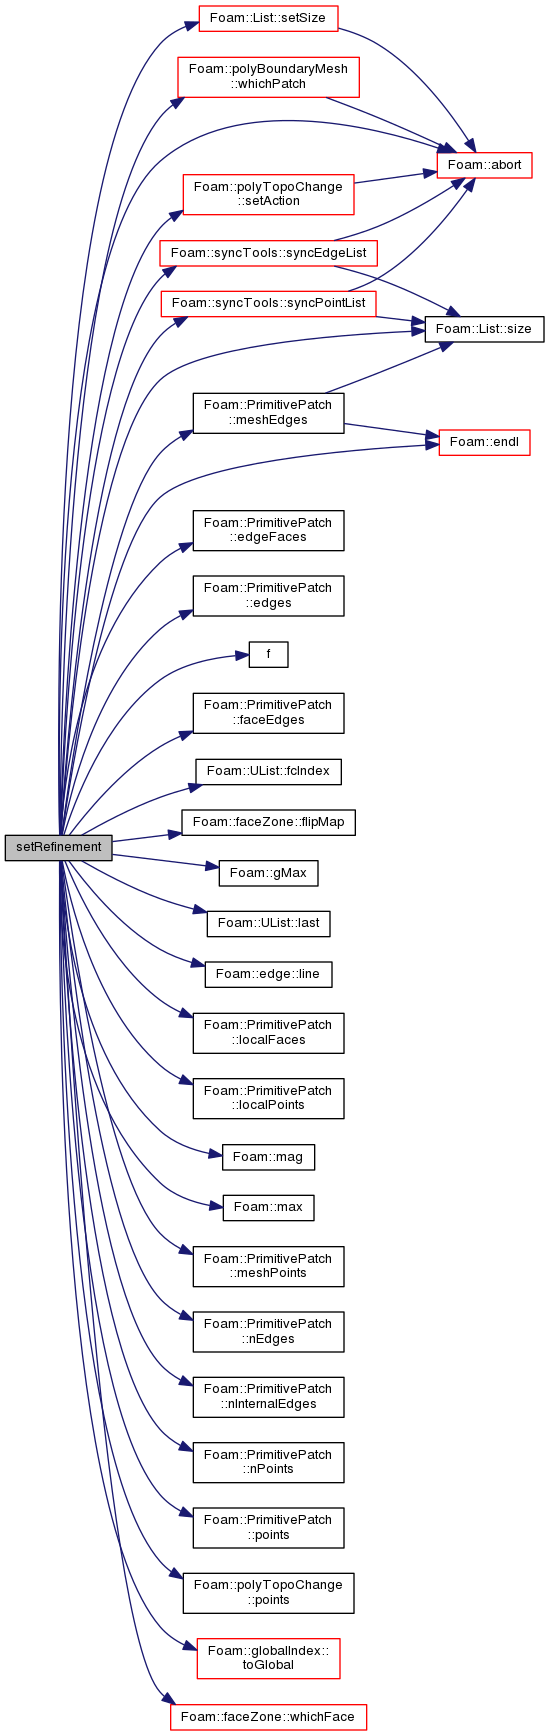 Foam::List::setSize
Foam::polyBoundaryMesh
::whichPatch
Foam::abort
Foam::polyTopoChange
::setAction
Foam::syncTools::syncEdgeList
Foam::syncTools::syncPointList
Foam::List::size
Foam::PrimitivePatch
::meshEdges
Foam::endl
Foam::PrimitivePatch
::edgeFaces
Foam::PrimitivePatch
::edges
f
Foam::PrimitivePatch
::faceEdges
Foam::UList::fcIndex
Foam::faceZone::flipMap
setRefinement
Foam::gMax
Foam::UList::last
Foam::edge::line
Foam::PrimitivePatch
::localFaces
Foam::PrimitivePatch
::localPoints
Foam::mag
Foam::max
Foam::PrimitivePatch
::meshPoints
Foam::PrimitivePatch
::nEdges
Foam::PrimitivePatch
::nInternalEdges
Foam::PrimitivePatch
::nPoints
Foam::PrimitivePatch
::points
Foam::polyTopoChange
::points
Foam::globalIndex::
toGlobal
Foam::faceZone::whichFace